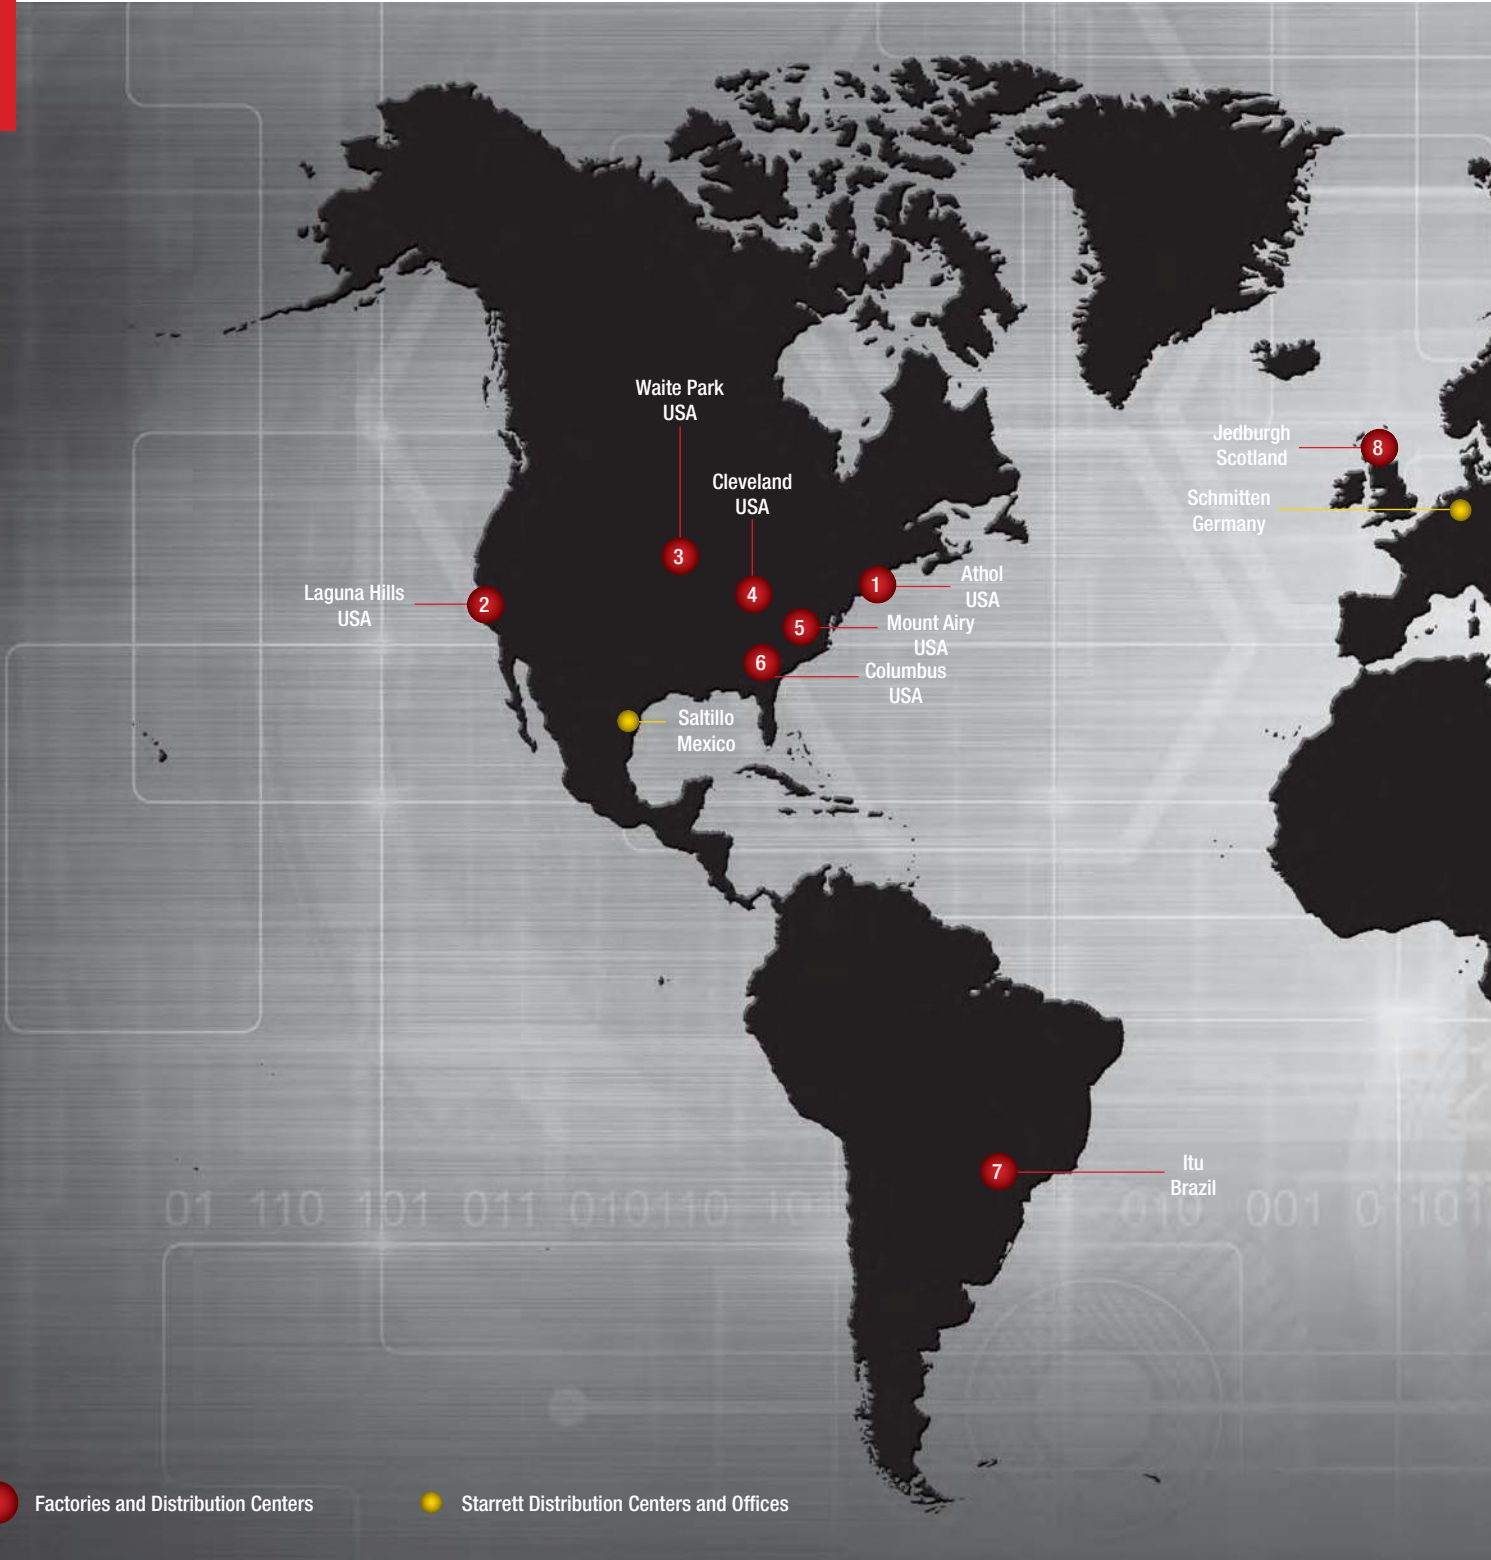 Waite Park
USA
Cleveland
USA
Jedburgh
Scotland
8
Schmitten
Germany
3
Laguna Hills
USA
2
4
1
Athol
USA
5
Mount Airy
USA
6
Columbus
USA
Saltillo
Mexico
7
Itu
Brazil
01 110 101 011 010110 10
010 001 01101
Factories and Distribution Centers
Starrett Distribution Centers and Offices